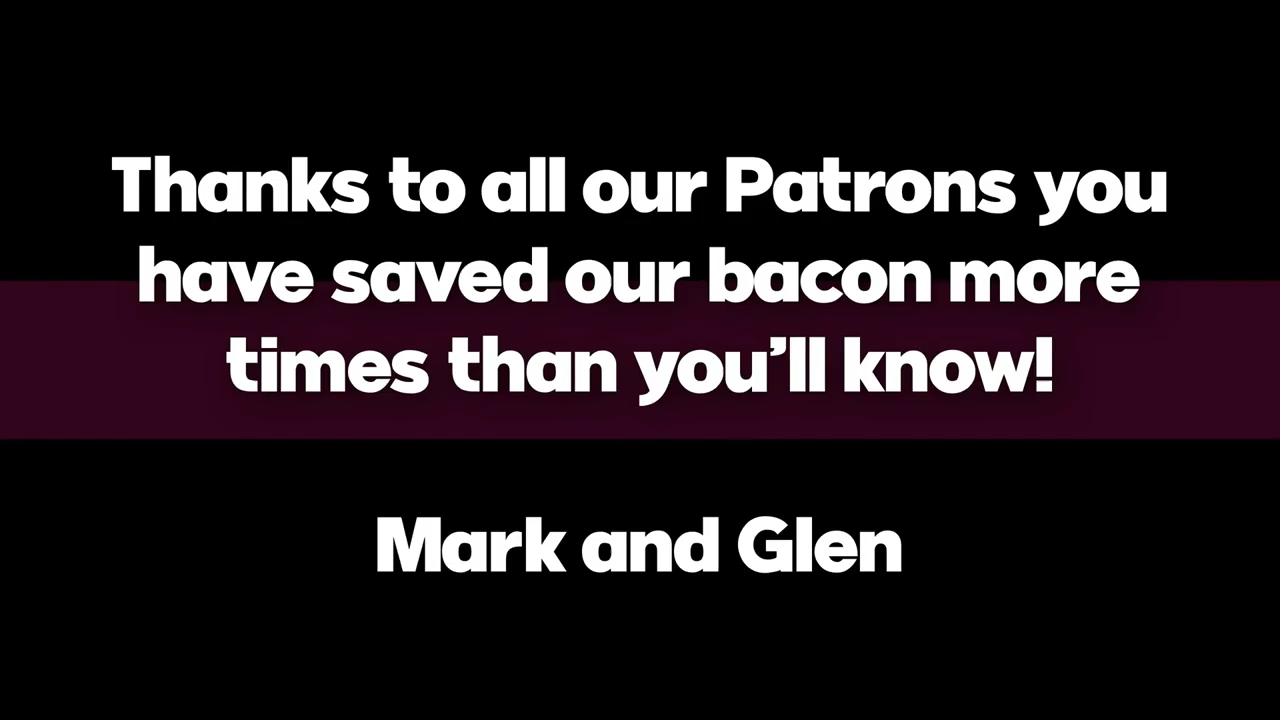 Thanks to all our Patrons you
have saved our bacon more
times than you’ll know!
Mark and Glen